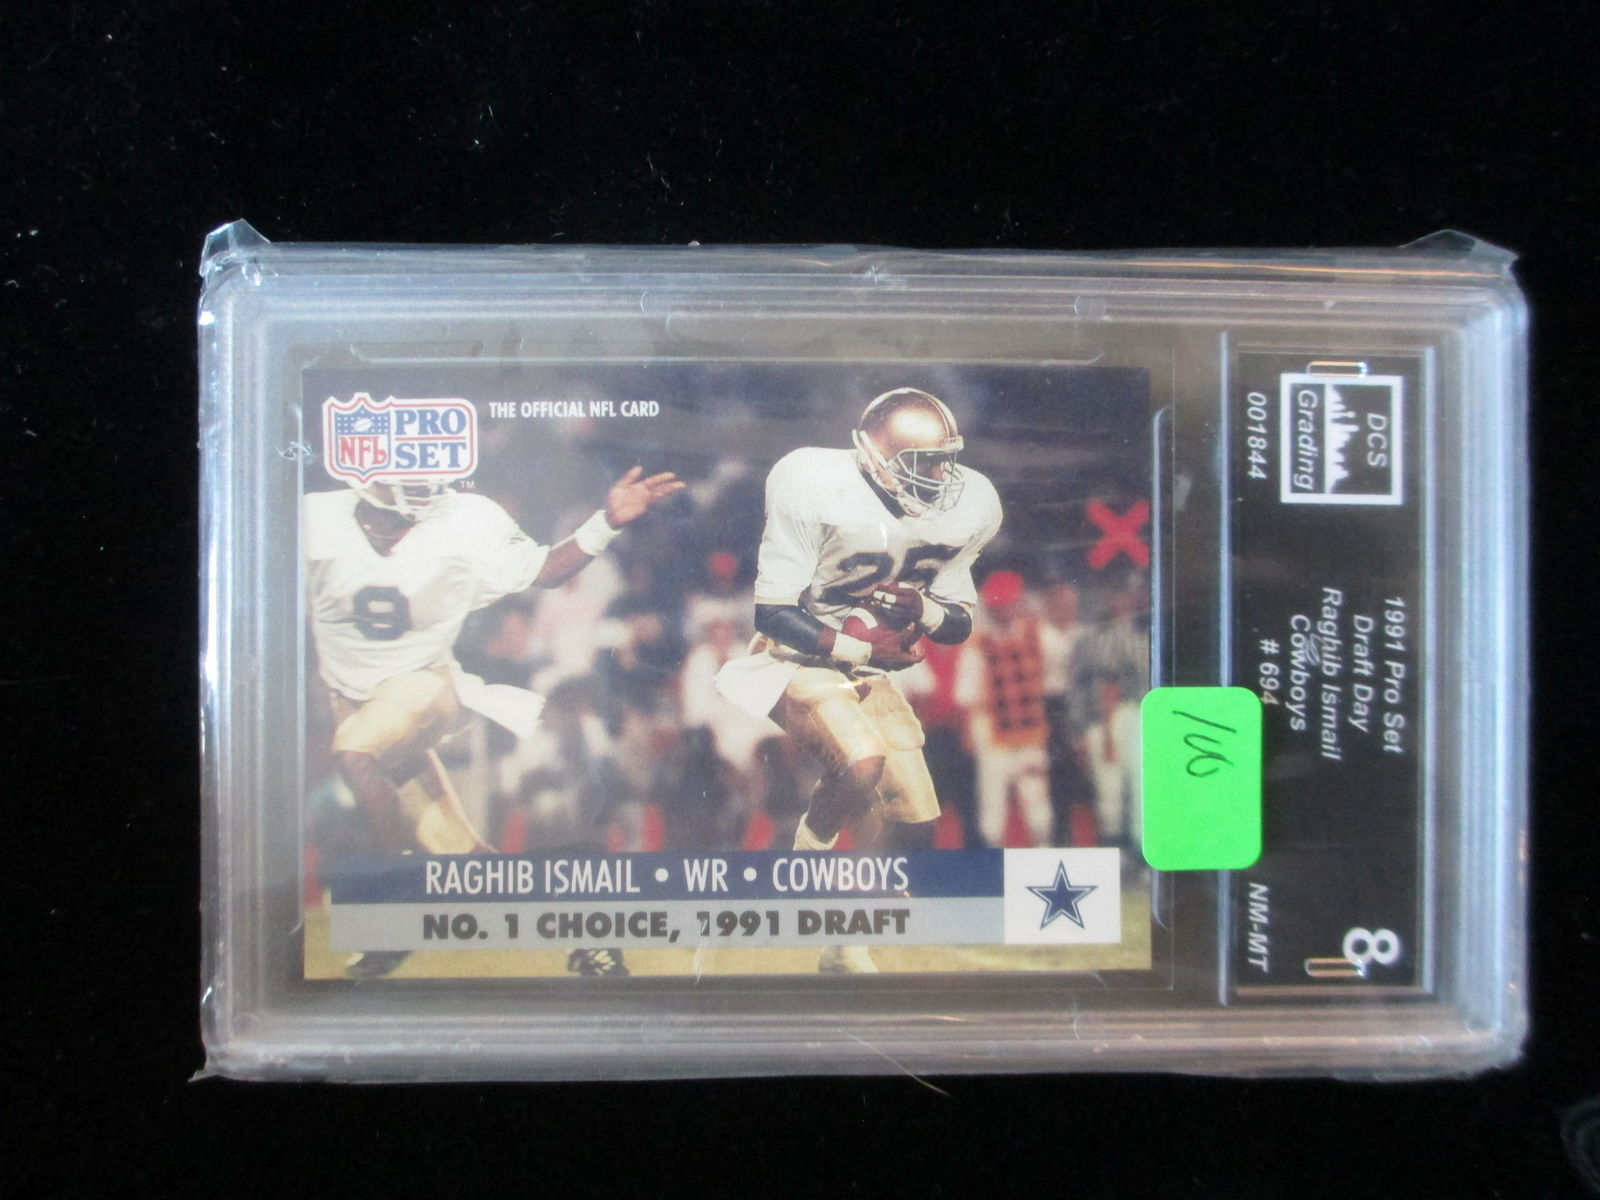 NFL PRO SET
TM
THE OFFICIAL NFL CARD
9
25
RAGHIB ISMAIL • WR • COWBOYS
NO. 1 CHOICE, 1991 DRAFT
DCS
Grading
001844
1991 Pro Set
Draft Day
Raghib Ismail
Cowboys
# 694
8
NM-MT